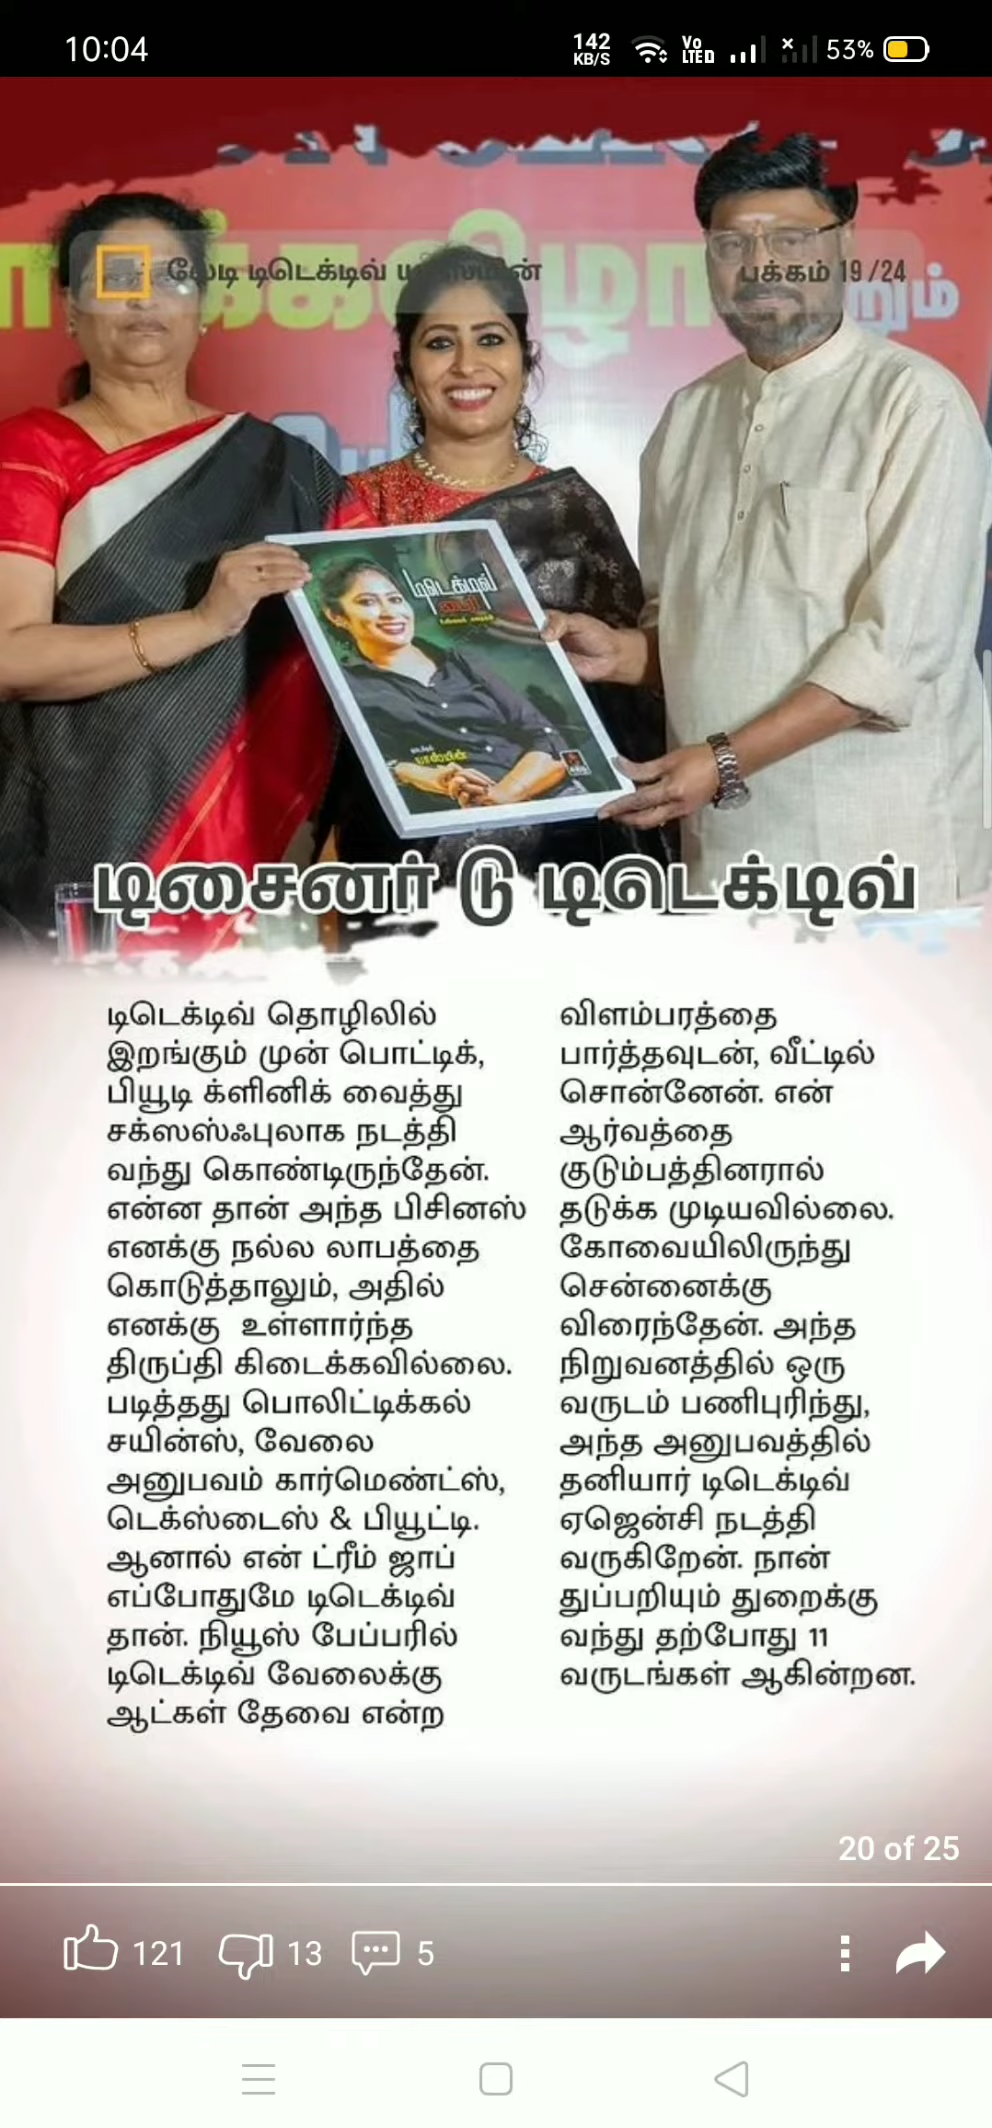 10:04
142
KB/S
Vo
LTED
53%
லேடி டிடெக்டிவ் யாஸ்மின்
பக்கம் 19 /24
டிடெக்டிவ்
யாஸ்மின்
டிசைனர் டு டிடெக்டிவ்
டிடெக்டிவ் தொழிலில்
இறங்கும் முன் பொட்டிக்,
பியூடி க்ளினிக் வைத்து
சக்ஸஸ்ஃபுலாக நடத்தி
வந்து கொண்டிருந்தேன்.
என்ன தான் அந்த பிசினஸ்
எனக்கு நல்ல லாபத்தை
கொடுத்தாலும், அதில்
எனக்கு உள்ளார்ந்த
திருப்தி கிடைக்கவில்லை.
படித்தது பொலிட்டிக்கல்
சயின்ஸ், வேலை
அனுபவம் கார்மெண்ட்ஸ்,
டெக்ஸ்டைஸ் & பியூட்டி.
ஆனால் என் ட்ரீம் ஜாப்
எப்போதுமே டிடெக்டிவ்
தான். நியூஸ் பேப்பரில்
டிடெக்டிவ் வேலைக்கு
ஆட்கள் தேவை என்ற
விளம்பரத்தை
பார்த்தவுடன், வீட்டில்
சொன்னேன். என்
ஆர்வத்தை
குடும்பத்தினரால்
தடுக்க முடியவில்லை.
கோவையிலிருந்து
சென்னைக்கு
விரைந்தேன். அந்த
நிறுவனத்தில் ஒரு
வருடம் பணிபுரிந்து,
அந்த அனுபவத்தில்
தனியார் டிடெக்டிவ்
ஏஜென்சி நடத்தி
வருகிறேன். நான்
துப்பறியும் துறைக்கு
வந்து தற்போது 11
வருடங்கள் ஆகின்றன.
20 of 25
121
13
5